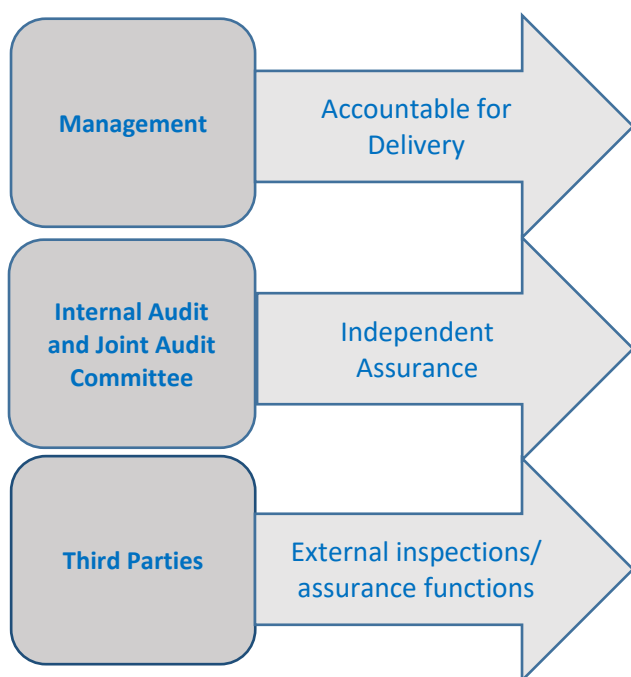 Management
Accountable for
Delivery
Internal Audit
and Joint Audit
Committee
Independent
Assurance
Third Parties
External inspections/
assurance functions